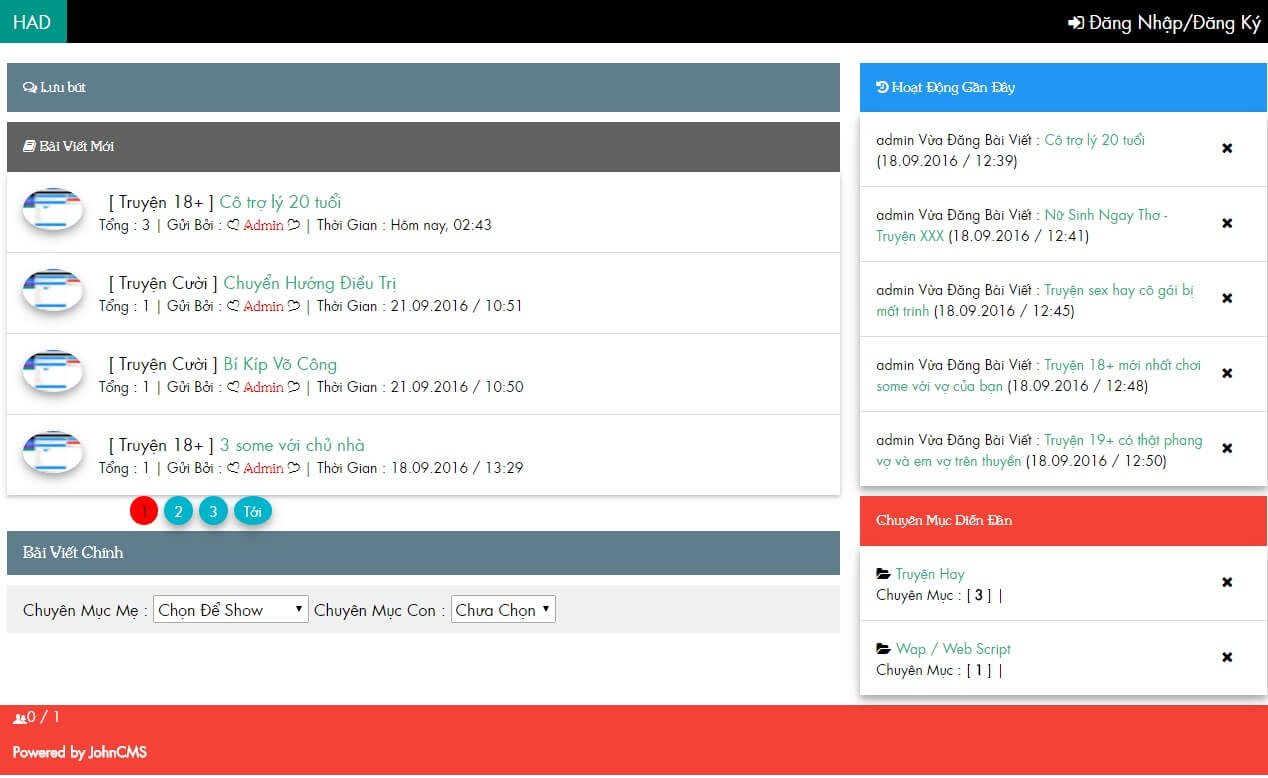 HAD
Đăng Nhập/Đăng Ký
Lưu bút
Bài Viết Mới
[ Truyện 18+ ] Cô trợ lý 20 tuổi
Tổng : 3 | Gửi Bởi : Admin | Thời Gian : Hôm nay, 02:43
[ Truyện Cười ] Chuyển Hướng Điều Trị
Tổng : 1 | Gửi Bởi : Admin | Thời Gian : 21.09.2016 / 10:51
[ Truyện Cười ] Bí Kíp Võ Công
Tổng : 1 | Gửi Bởi : Admin | Thời Gian : 21.09.2016 / 10:50
[ Truyện 18+ ] 3 some với chủ nhà
Tổng : 1 | Gửi Bởi : Admin | Thời Gian : 18.09.2016 / 13:29
1 2 3 Tới
Bài Viết Chính
Chuyên Mục Mẹ : Chọn Để Show Chuyên Mục Con : Chưa Chọn
Hoạt Động Gần Đây
admin Vừa Đăng Bài Viết : Cô trợ lý 20 tuổi
(18.09.2016 / 12:39)
admin Vừa Đăng Bài Viết : Nữ Sinh Ngay Thơ -
Truyện XXX (18.09.2016 / 12:41)
admin Vừa Đăng Bài Viết : Truyện sex hay cô gái bị
mất trinh (18.09.2016 / 12:45)
admin Vừa Đăng Bài Viết : Truyện 18+ mới nhất chơi
some với vợ của bạn (18.09.2016 / 12:48)
admin Vừa Đăng Bài Viết : Truyện 19+ có thật phang
vợ và em vợ trên thuyền (18.09.2016 / 12:50)
Chuyên Mục Diễn Đàn
Truyện Hay
Chuyên Mục : [ 3 ] |
Wap / Web Script
Chuyên Mục : [ 1 ] |
0 / 1
Powered by JohnCMS